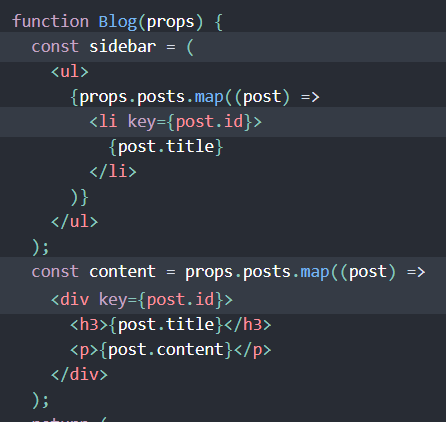 function Blog(props) {
  const sidebar = (
    <ul>
      {props.posts.map((post) =>
        <li key={post.id}>
          {post.title}
        </li>
      )}
    </ul>
  );
  const content = props.posts.map((post) =>
    <div key={post.id}>
      <h3>{post.title}</h3>
      <p>{post.content}</p>
    </div>
  );
  return (